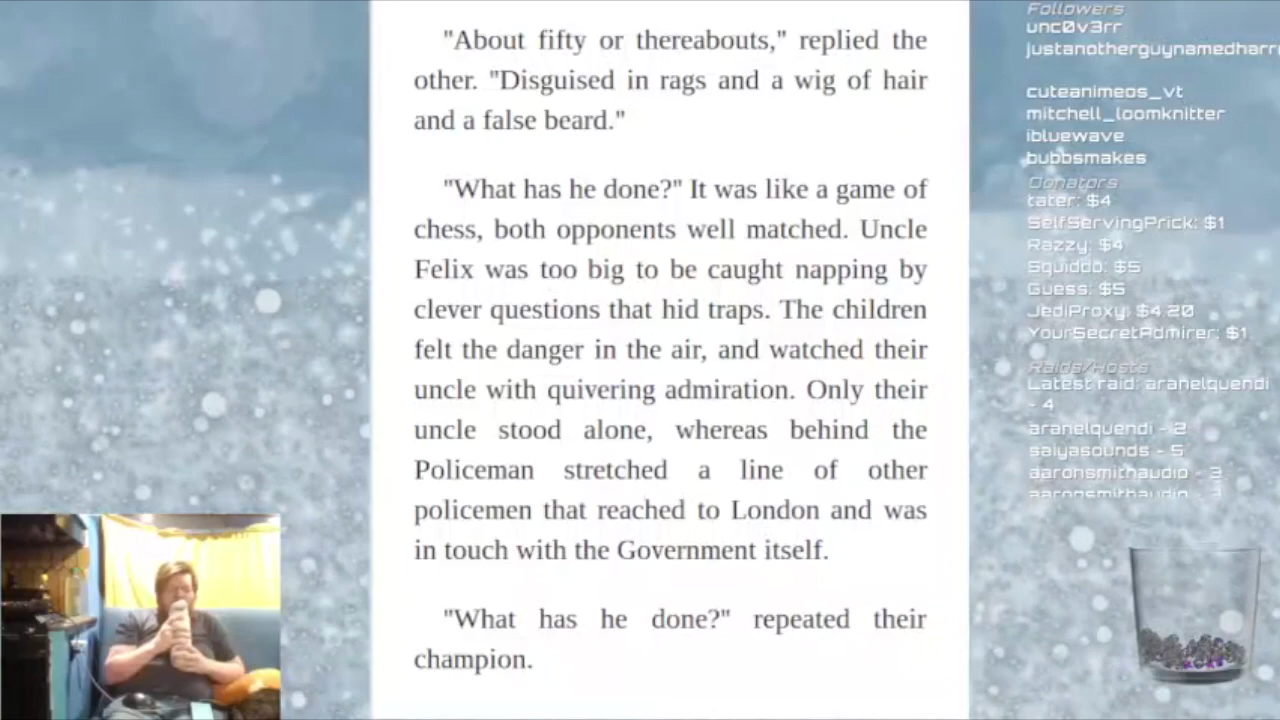 "About fifty or thereabouts," replied the
other. "Disguised in rags and a wig of hair
and a false beard."
"What has he done?" It was like a game of
chess, both opponents well matched. Uncle
Felix was too big to be caught napping by
clever questions that hid traps. The children
felt the danger in the air, and watched their
uncle with quivering admiration. Only their
uncle stood alone, whereas behind the
Policeman stretched a line of other
policemen that reached to London and was
in touch with the Government itself.
"What has he done?" repeated their
champion.
Followers
unc0v3rr
justanotherguynamedharr
cuteanimeos_vt
mitchell_loomknitter
ibluewave
bubbsmakes
Donators
tater: $4
SelfServingPrick: $1
Razzy: $4
Squiddo: $5
Guess: $5
JediProxy: $4.20
YourSecretAdmirer: $1
Raids/Hosts
Latest raid: aranelquendi
- 4
aranelquendi - 2
saiyasounds - 5
aaronsmithaudio - 3
aaronsmithaudio - 3